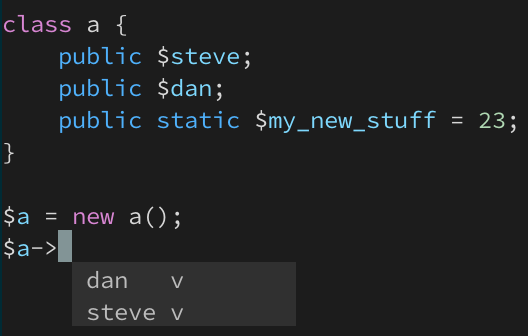 class a {
    public $steve;
    public $dan;
    public static $my_new_stuff = 23;
}

$a = new a();
$a->
dan   v
steve v